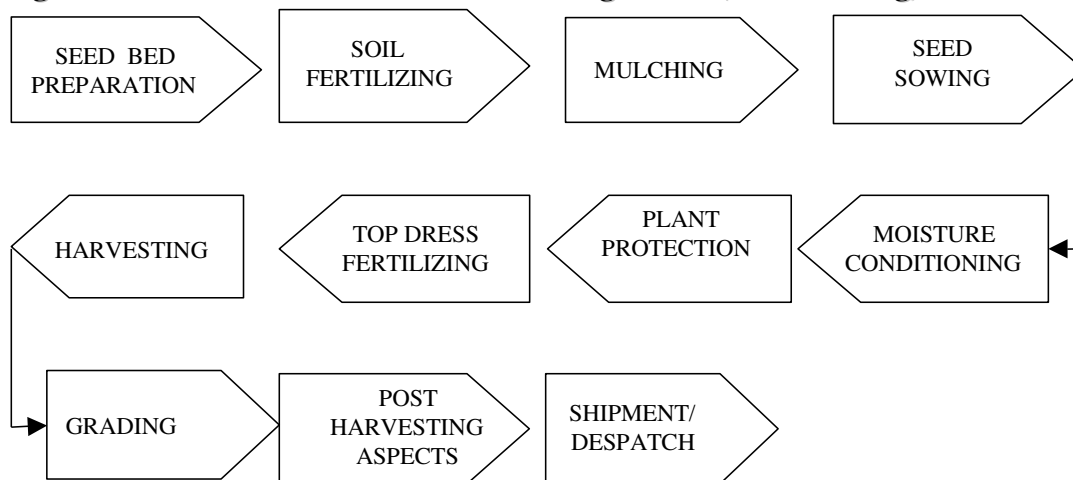 SEED BED
PREPARATION
SOIL
FERTILIZING
MULCHING
SEED
SOWING
MOISTURE
CONDITIONING
PLANT
PROTECTION
TOP DRESS
FERTILIZING
HARVESTING
GRADING
POST
HARVESTING
ASPECTS
SHIPMENT/
DESPATCH